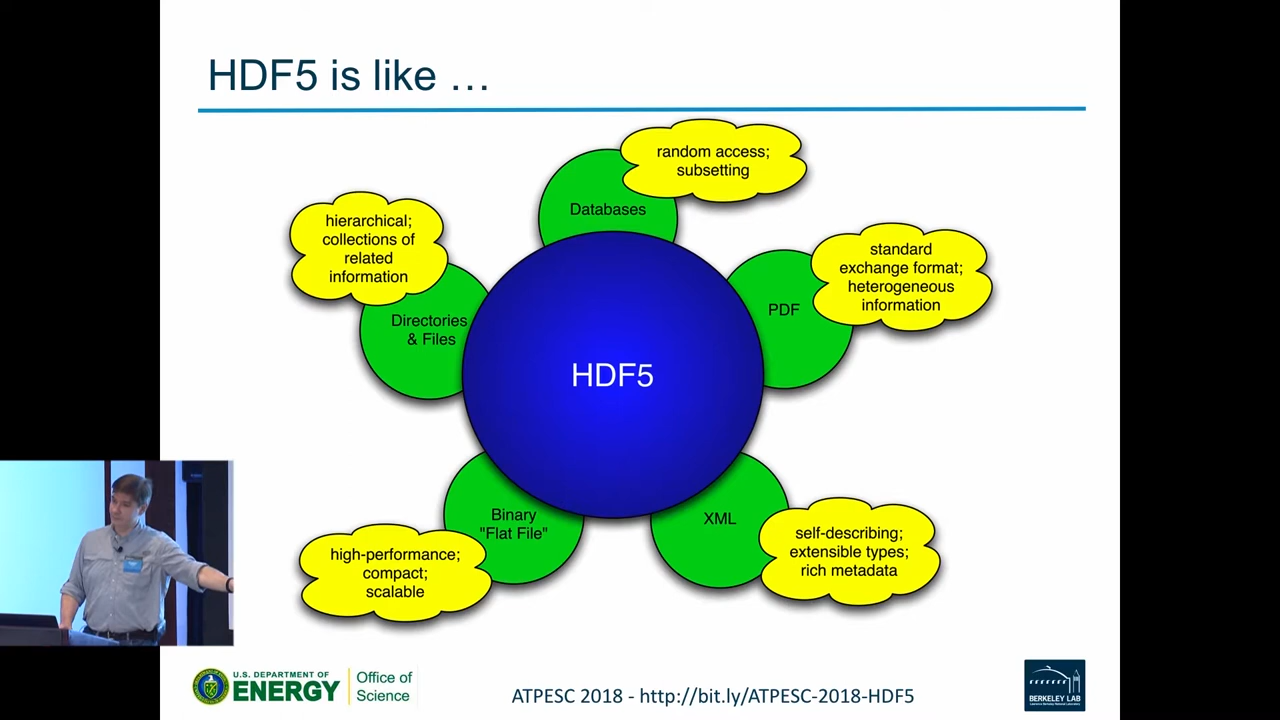 HDF5 is like …
random access;
subsetting
Databases
hierarchical;
collections of
related
information
Directories
& Files
standard
exchange format;
heterogeneous
information
PDF
HDF5
Binary
"Flat File"
high-performance;
compact;
scalable
XML
self-describing;
extensible types;
rich metadata
U.S. DEPARTMENT OF
ENERGY
Office of
Science
ATPESC 2018 - http://bit.ly/ATPESC-2018-HDF5
BERKELEY LAB